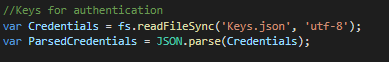 //Keys for authentication
var Credentials = fs.readFileSync('Keys.json', 'utf-8');
var ParsedCredentials = JSON.parse(Credentials);